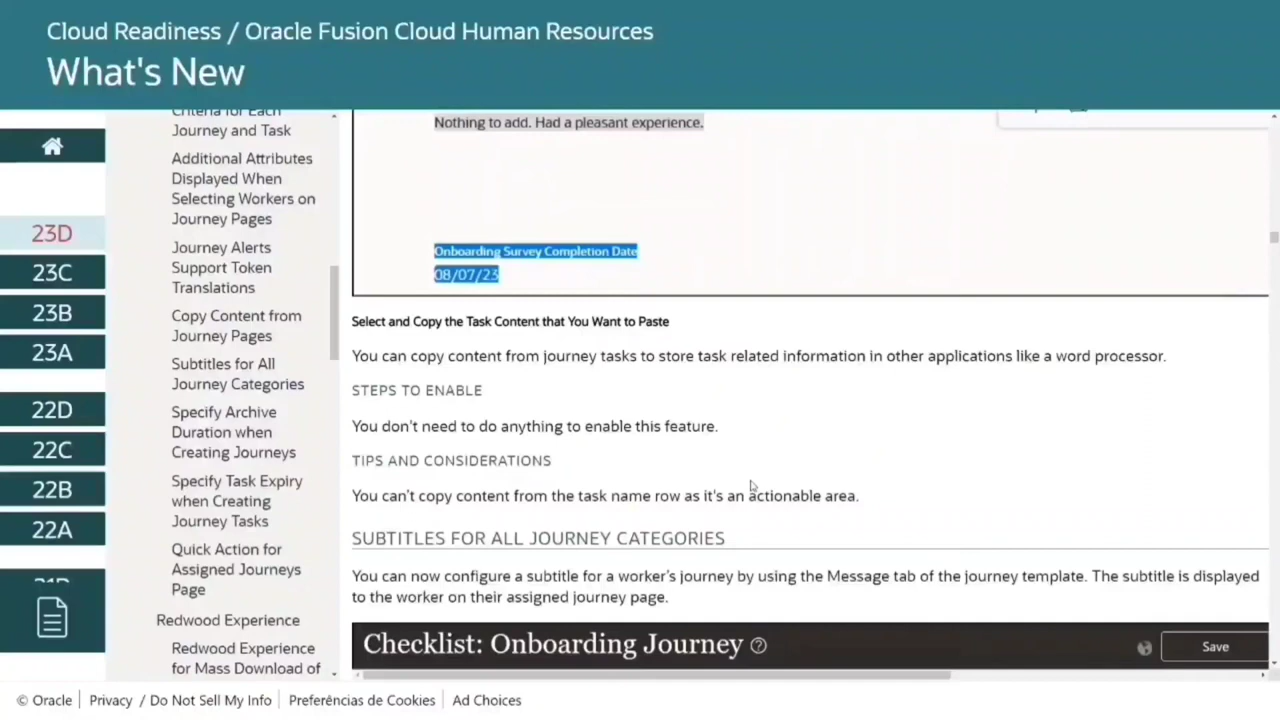 Cloud Readiness / Oracle Fusion Cloud Human Resources
What's New
Criteria for Each
Journey and Task
Additional Attributes
Displayed When
Selecting Workers on
Journey Pages
Journey Alerts
Support Token
Translations
Copy Content from
Journey Pages
Subtitles for All
Journey Categories
Specify Archive
Duration when
Creating Journeys
Specify Task Expiry
when Creating
Journey Tasks
Quick Action for
Assigned Journeys
Page
Redwood Experience
Redwood Experience
for Mass Download of
23D
23C
23B
23A
22D
22C
22B
22A
Nothing to add. Had a pleasant experience.
Onboarding Survey Completion Date
08/07/23
Select and Copy the Task Content that You Want to Paste
You can copy content from journey tasks to store task related information in other applications like a word processor.
STEPS TO ENABLE
You don't need to do anything to enable this feature.
TIPS AND CONSIDERATIONS
You can't copy content from the task name row as it's an actionable area.
SUBTITLES FOR ALL JOURNEY CATEGORIES
You can now configure a subtitle for a worker's journey by using the Message tab of the journey template. The subtitle is displayed
to the worker on their assigned journey page.
Checklist: Onboarding Journey
Save
© Oracle
Privacy / Do Not Sell My Info
Preferências de Cookies
Ad Choices